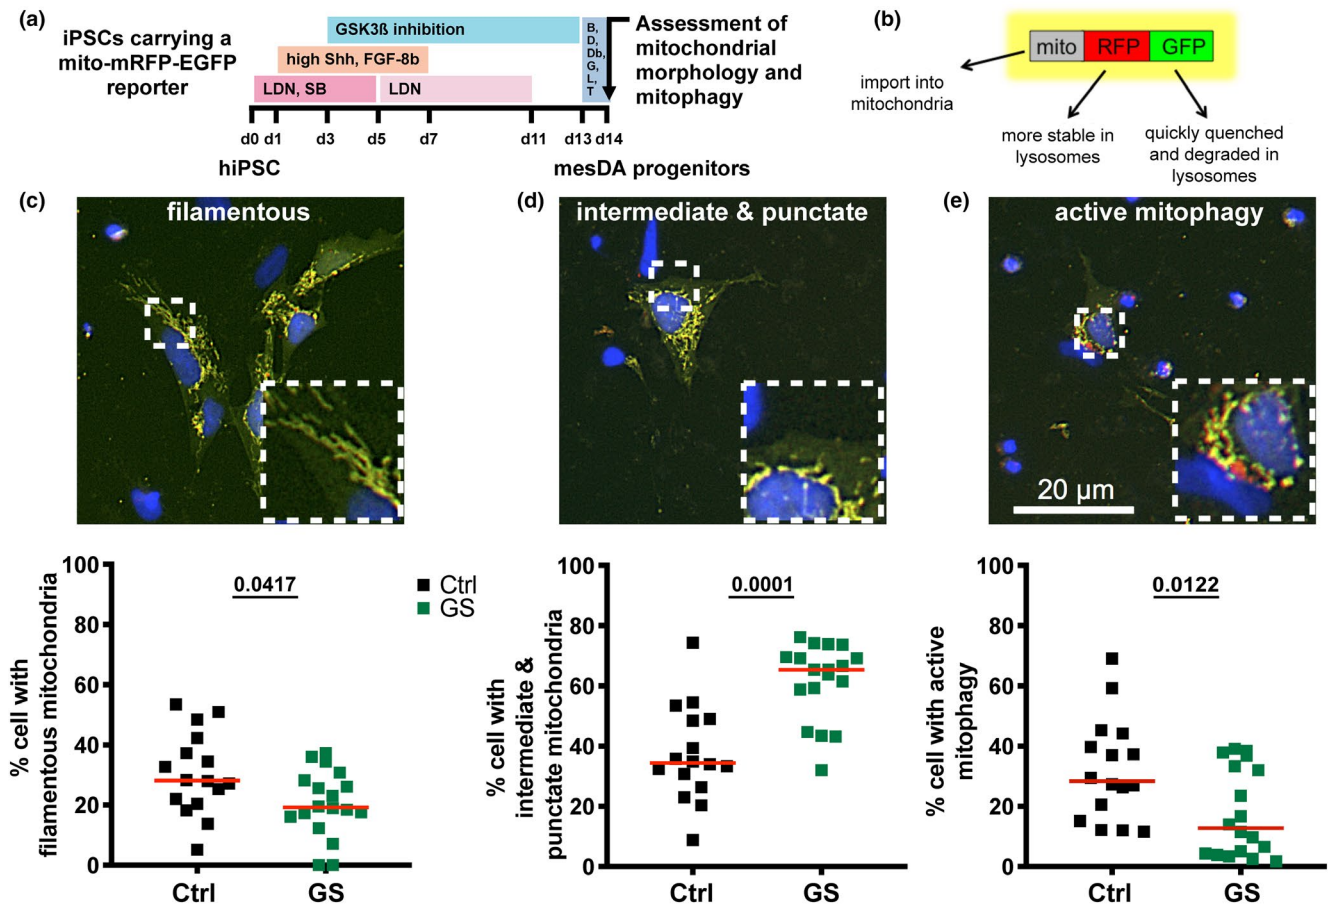 (a)
iPSCs carrying a
mito-mRFP-EGFP
reporter
GSK3ß inhibition
high Shh, FGF-8b
LDN, SB
LDN
B,
D,
Db,
G,
L,
T
Assessment of
mitochondrial
morphology and
mitophagy
d0 d1 d3 d5 d7 d11 d13 d14
hiPSC
mesDA progenitors
(b)
mito RFP GFP
import into
mitochondria
more stable in
lysosomes
quickly quenched
and degraded in
lysosomes
(c)
filamentous
(d)
intermediate & punctate
(e)
active mitophagy
20 µm
% cell with
filamentous mitochondria
100
80
60
40
20
0
0.0417
Ctrl
GS
Ctrl
GS
% cell with
intermediate &
punctate mitochondria
100
80
60
40
20
0
0.0001
Ctrl
GS
% cell with active
mitophagy
100
80
60
40
20
0
0.0122
Ctrl
GS